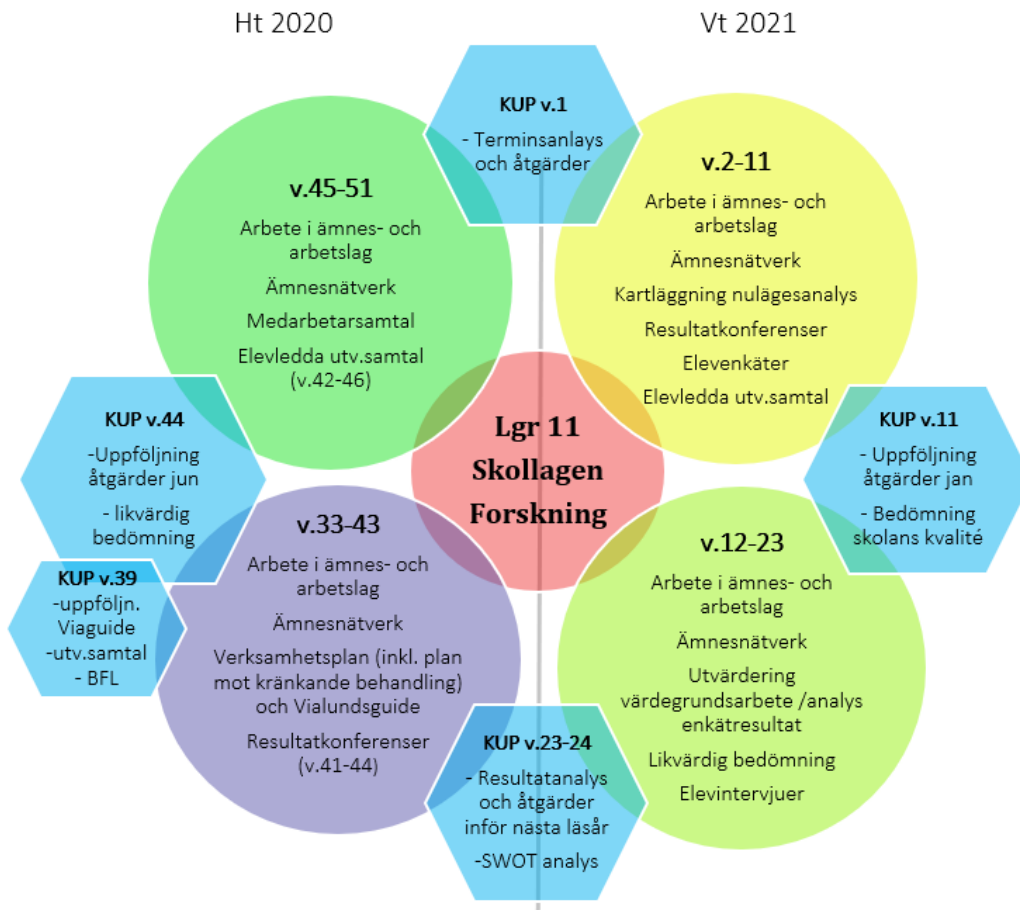 Ht 2020
Vt 2021
KUP v.1
- Terminsanlays
och åtgärder
v.45-51
Arbete i ämnes- och
arbetslag
Ämnesnätverk
Medarbetarsamtal
Elevledda utv.samtal
(v.42-46)
v.2-11
Arbete i ämnes- och
arbetslag
Ämnesnätverk
Kartläggning nulägesanalys
Resultatkonferenser
Elevenkäter
Elevledda utv.samtal
Lgr 11
Skollagen
Forskning
KUP v.44
-Uppföljning
åtgärder jun
- likvärdig
bedömning
KUP v.11
- Uppföljning
åtgärder jan
- Bedömning
skolans kvalité
KUP v.39
-uppföljn.
Viaguide
-utv.samtal
- BFL
v.33-43
Arbete i ämnes- och
arbetslag
Ämnesnätverk
Verksamhetsplan (inkl. plan
mot kränkande behandling)
och Vialundsguide
Resultatkonferenser
(v.41-44)
v.12-23
Arbete i ämnes- och
arbetslag
Ämnesnätverk
Utvärdering
värdegrundsarbete /analys
enkätresultat
Likvärdig bedömning
Elevintervjuer
KUP v.23-24
- Resultatanalys
och åtgärder
inför nästa läsår
-SWOT analys